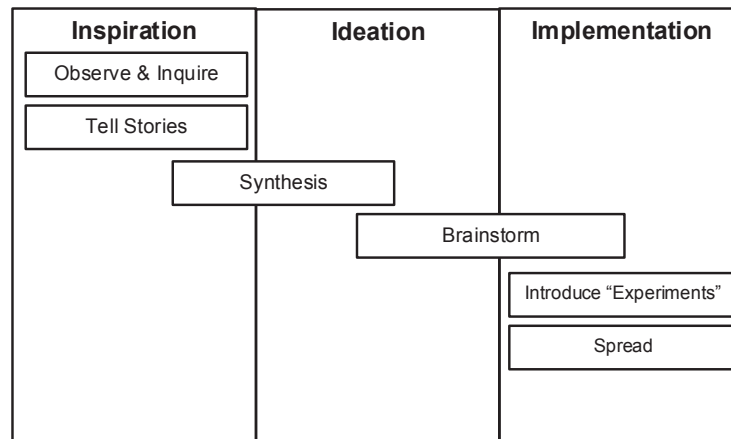 Inspiration
Ideation
Implementation
Observe & Inquire
Tell Stories
Synthesis
Brainstorm
Introduce “Experiments”
Spread